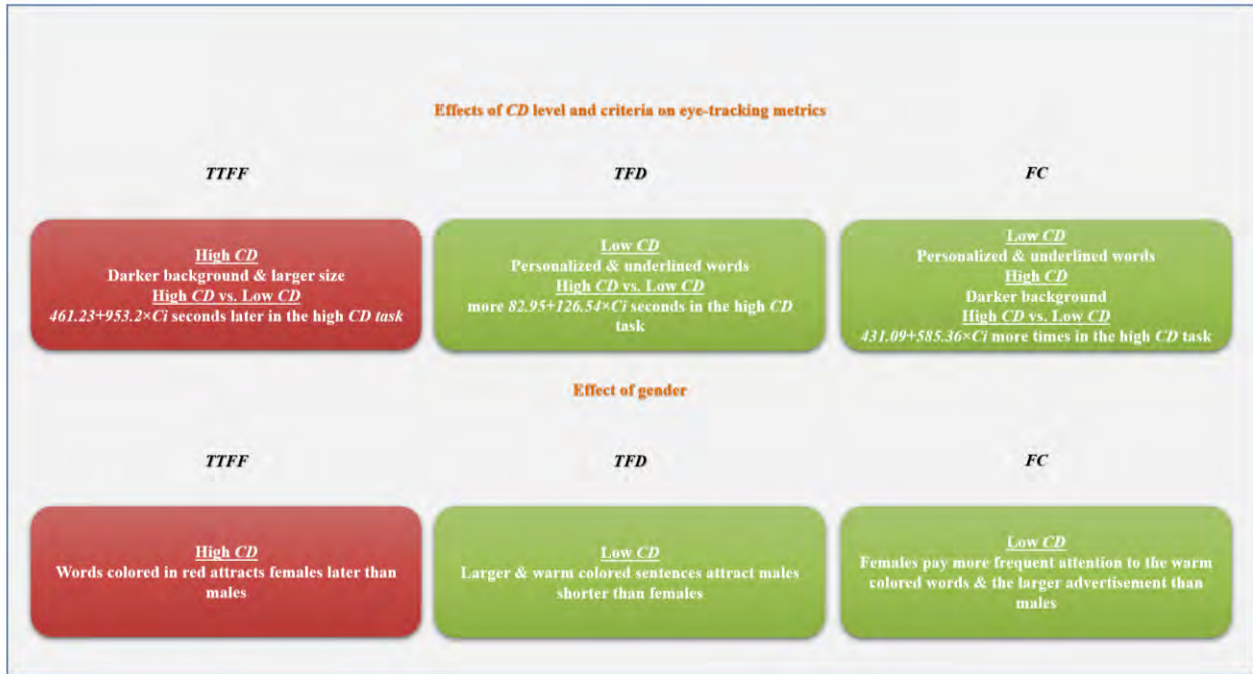 Effects of CD level and criteria on eye-tracking metrics
TTFF
TFD
FC
High CD
Darker background & larger size
High CD vs. Low CD
461.23+953.2×Ci seconds later in the high CD task
Low CD
Personalized & underlined words
High CD vs. Low CD
more 82.95+126.54×Ci seconds in the high CD
task
Low CD
Personalized & underlined words
High CD
Darker background
High CD vs. Low CD
431.09+585.36×Ci more times in the high CD task
Effect of gender
TTFF
TFD
FC
High CD
Words colored in red attracts females later than
males
Low CD
Larger & warm colored sentences attract males
shorter than females
Low CD
Females pay more frequent attention to the warm
colored words & the larger advertisement than
males